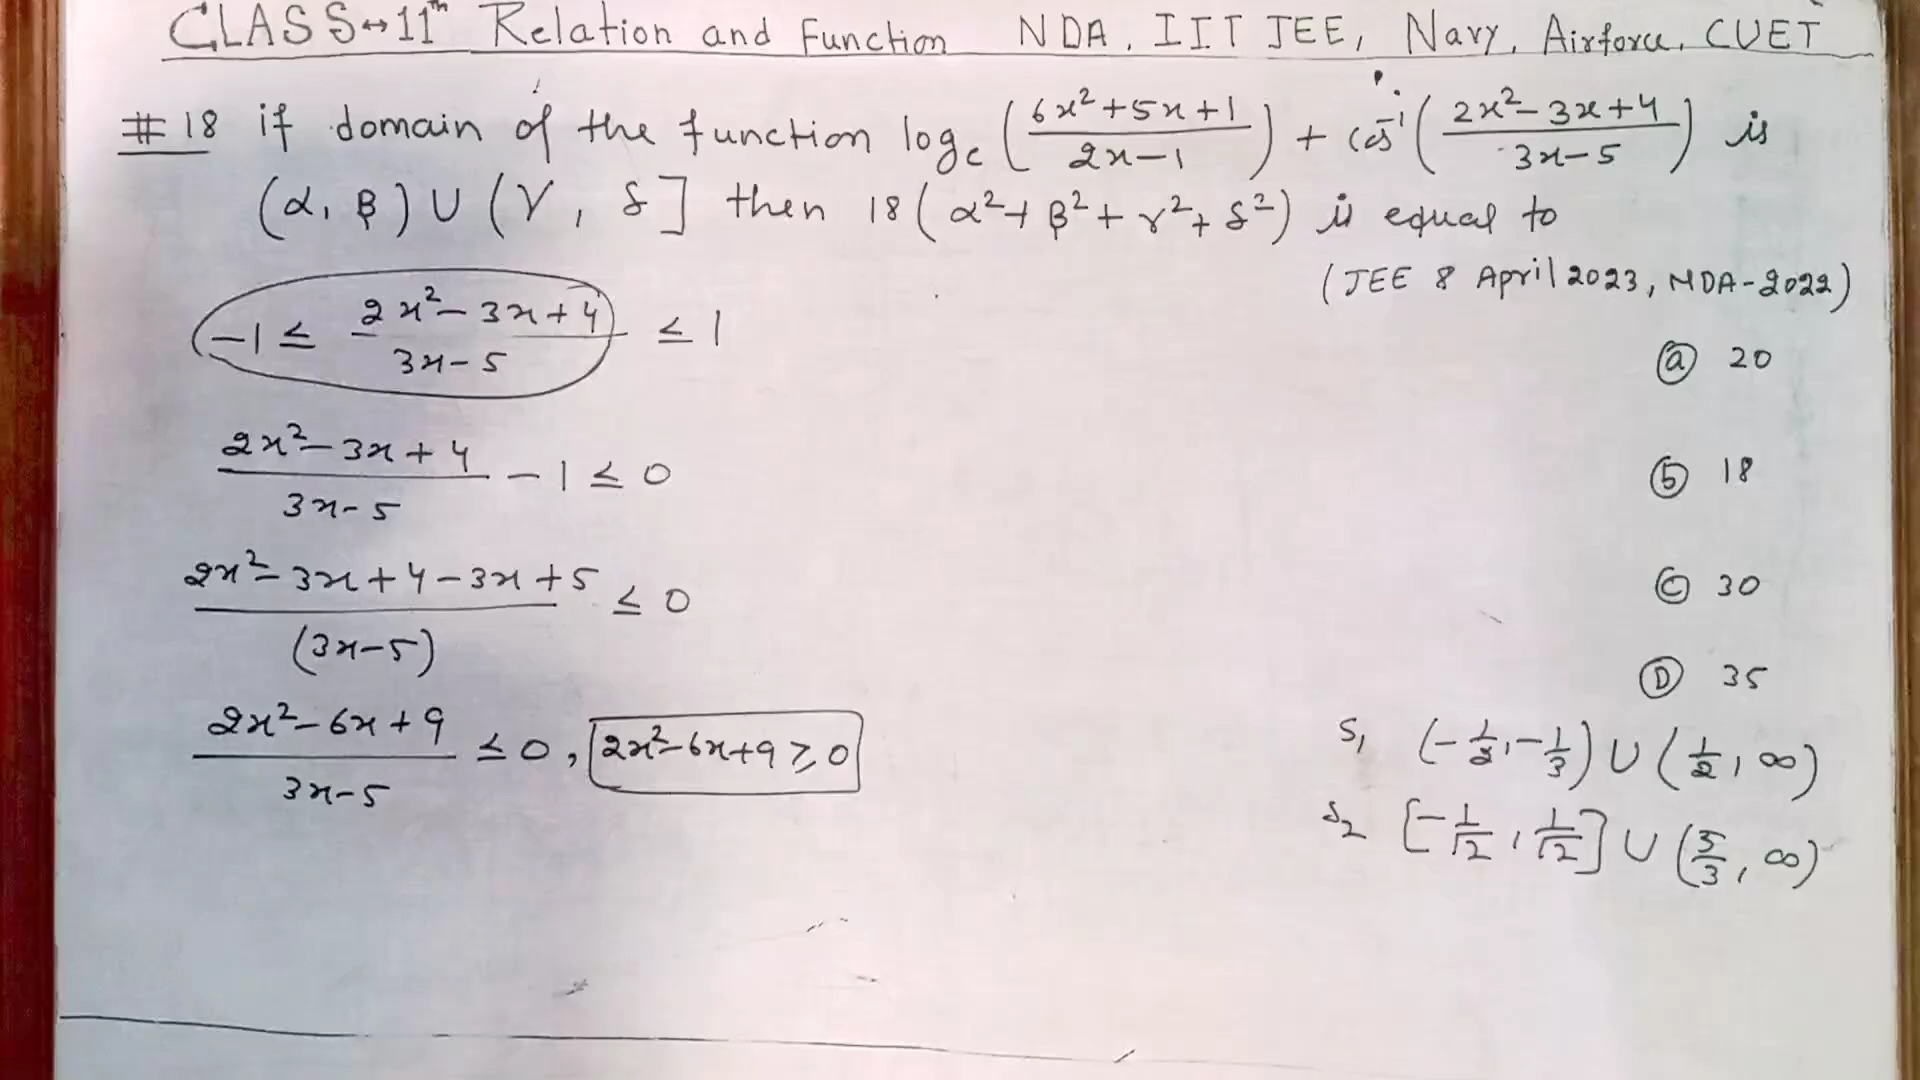 CLASS ↔ 11th Relation and Function NDA, IIT JEE, Navy, Airforce, CUET
#18 if domain of the function logₑ((6x²+5x+1)/(2x-1)) + cos⁻¹((2x²-3x+4)/(3x-5)) is
(α, β) ∪ (γ, δ] then 18(α²+β²+γ²+δ²) is equal to
(JEE 8 April 2023, NDA-2022)
-1 ≤ (2x²-3x+4)/(3x-5) ≤ 1
ⓐ 20
(2x²-3x+4)/(3x-5) - 1 ≤ 0
ⓑ 18
(2x²-3x+4-3x+5)/(3x-5) ≤ 0
Ⓒ 30
Ⓓ 35
(2x²-6x+9)/(3x-5) ≤ 0, 2x²-6x+9 ≥ 0
S₁ (-1/2, -1/3) ∪ (1/2, ∞)
S₂ [-1/√2, 1/√2] ∪ (5/3, ∞)